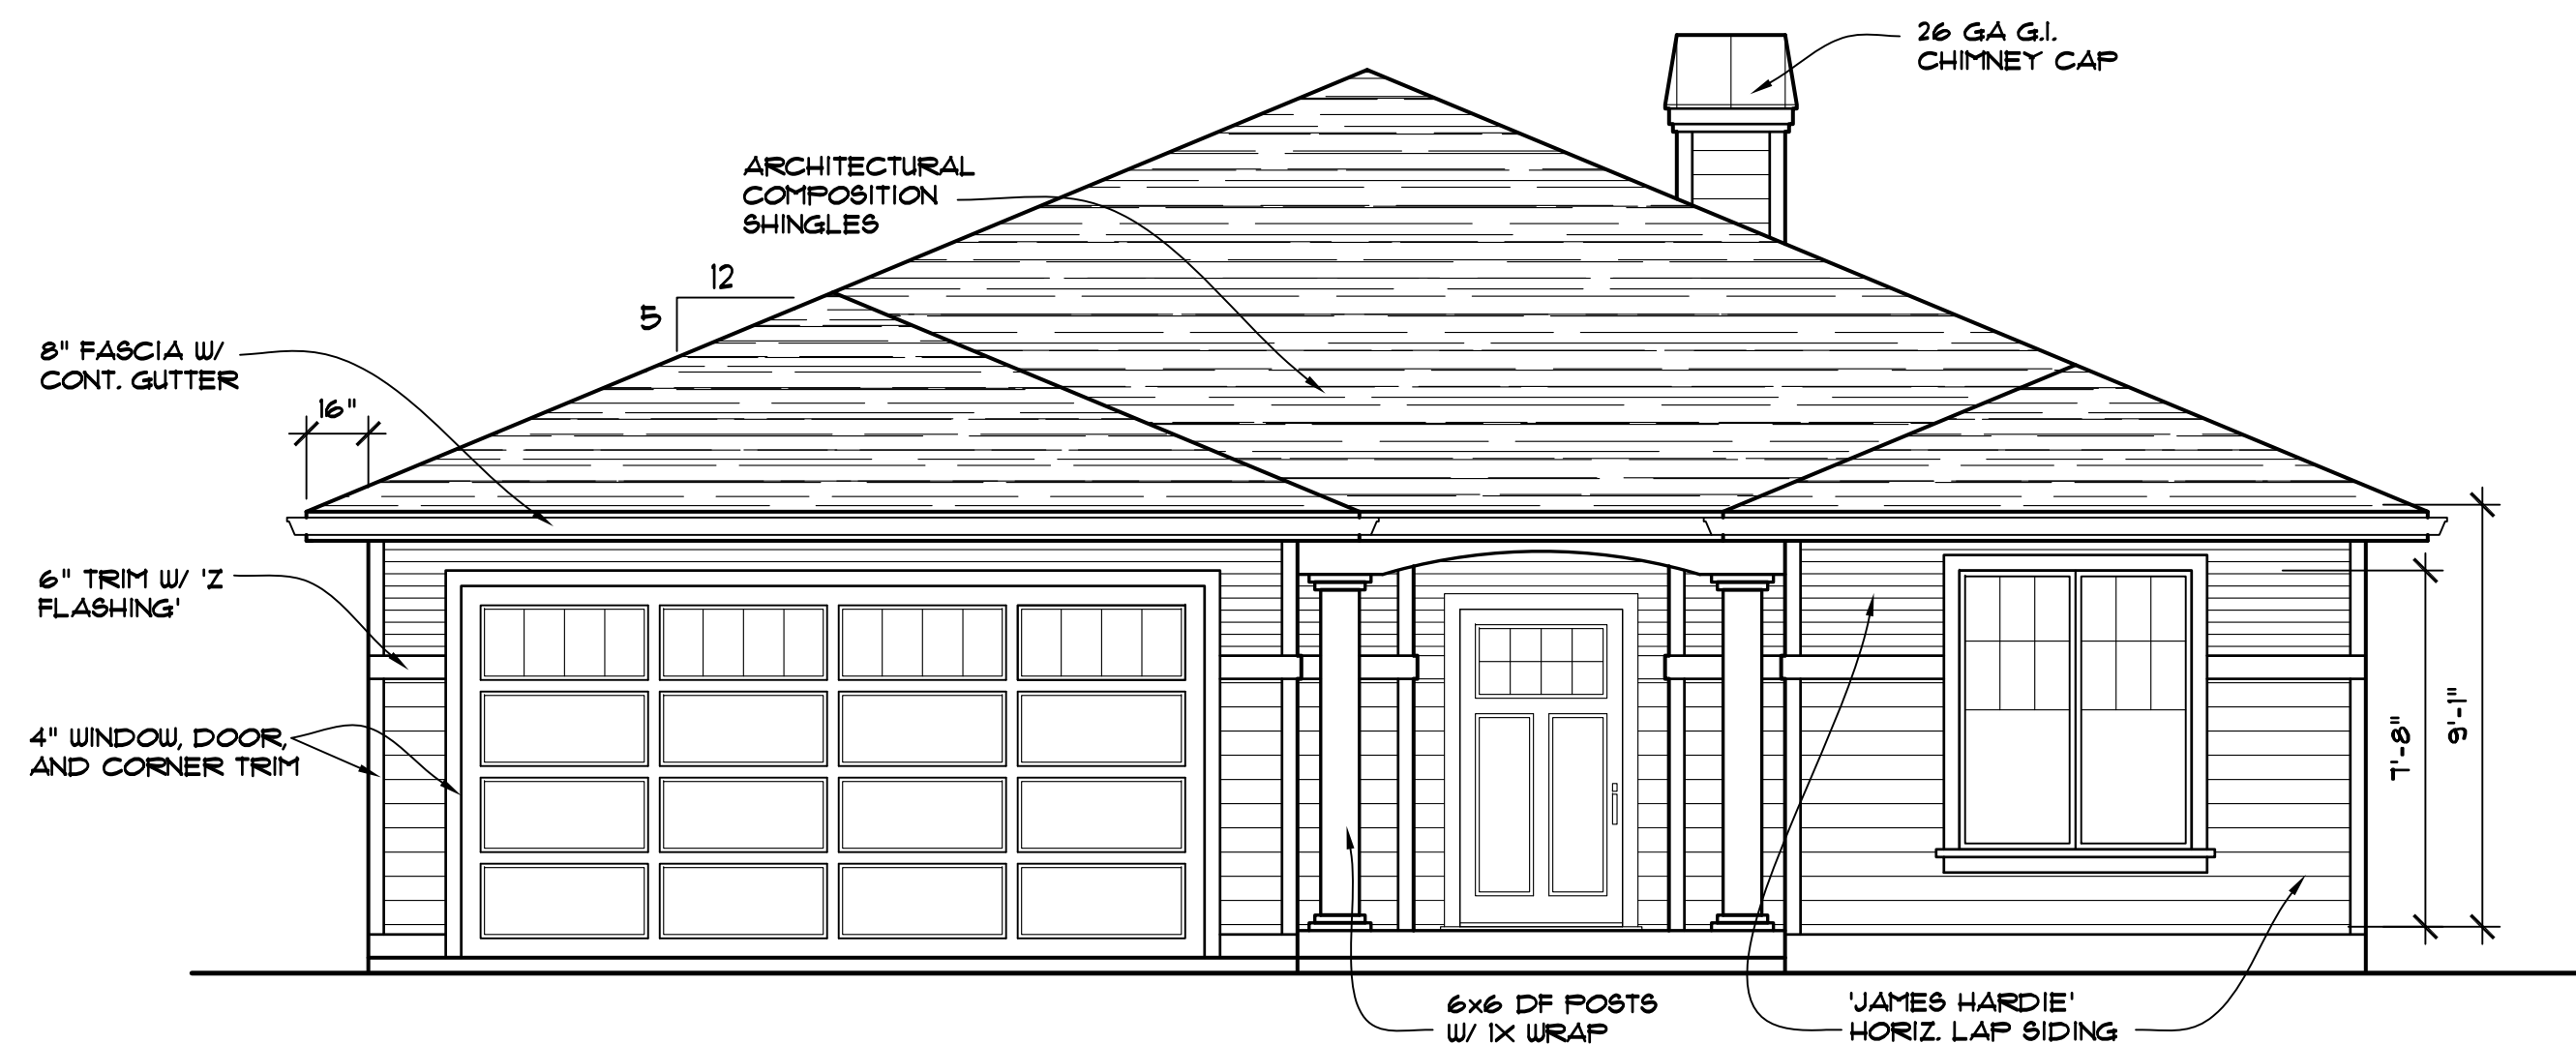 26 GA G.I.
CHIMNEY CAP
ARCHITECTURAL
COMPOSITION
SHINGLES
12
5
8" FASCIA W/
CONT. GUTTER
16"
6" TRIM W/ 'Z
FLASHING'
4" WINDOW, DOOR,
AND CORNER TRIM
7'-8"
9'-1"
6x6 DF POSTS
W/ 1X WRAP
'JAMES HARDIE'
HORIZ. LAP SIDING